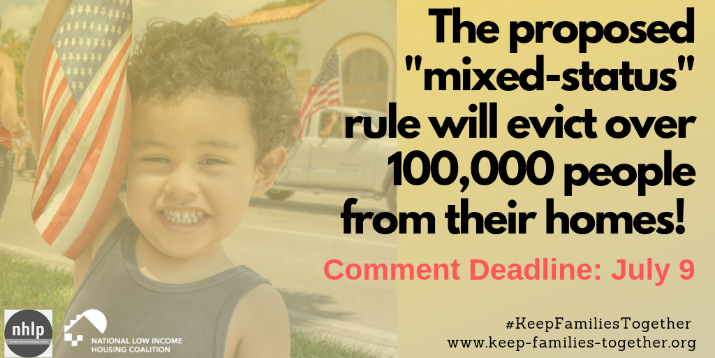 The proposed
"mixed-status"
rule will evict over
100,000 people
from their homes!
Comment Deadline: July 9
#KeepFamiliesTogether
www.keep-families-together.org
nhlp
NATIONAL LOW INCOME
HOUSING COALITION